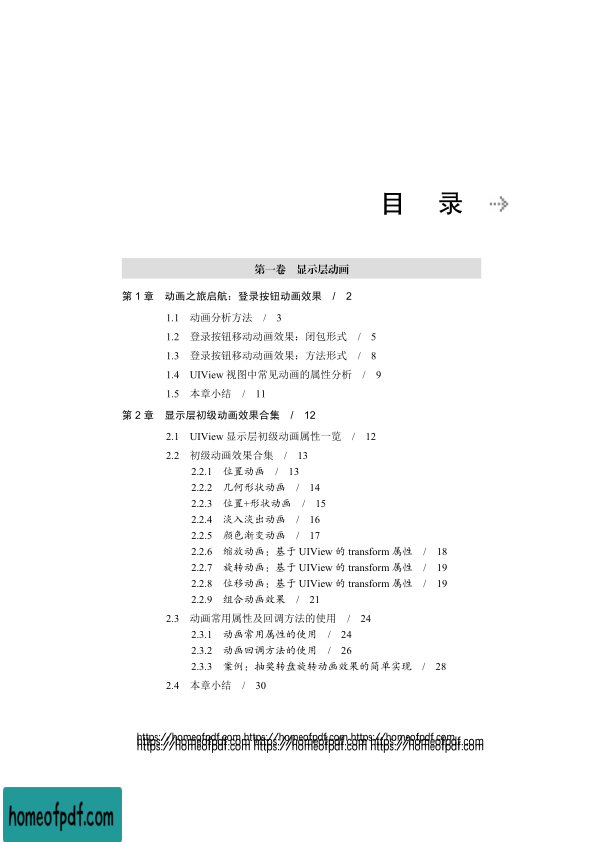 目 录
第一卷 显示层动画
第 1 章 动画之旅启航：登录按钮动画效果 / 2
1.1 动画分析方法 / 3
1.2 登录按钮移动动画效果：闭包形式 / 5
1.3 登录按钮移动动画效果：方法形式 / 8
1.4 UIView 视图中常见动画的属性分析 / 9
1.5 本章小结 / 11
第 2 章 显示层初级动画效果合集 / 12
2.1 UIView 显示层初级动画属性一览 / 12
2.2 初级动画效果合集 / 13
2.2.1 位置动画 / 13
2.2.2 几何形状动画 / 14
2.2.3 位置+形状动画 / 15
2.2.4 淡入淡出动画 / 16
2.2.5 颜色渐变动画 / 17
2.2.6 缩放动画：基于 UIView 的 transform 属性 / 18
2.2.7 旋转动画：基于 UIView 的 transform 属性 / 19
2.2.8 位移动画：基于 UIView 的 transform 属性 / 19
2.2.9 组合动画效果 / 21
2.3 动画常用属性及回调方法的使用 / 24
2.3.1 动画常用属性的使用 / 24
2.3.2 动画回调方法的使用 / 26
2.3.3 案例：抽奖转盘旋转动画效果的简单实现 / 28
2.4 本章小结 / 30
https://homeofpdf.com https://homeofpdf.com https://homeofpdf.com
https://homeofpdf.com https://homeofpdf.com https://homeofpdf.com
homeofpdf.com